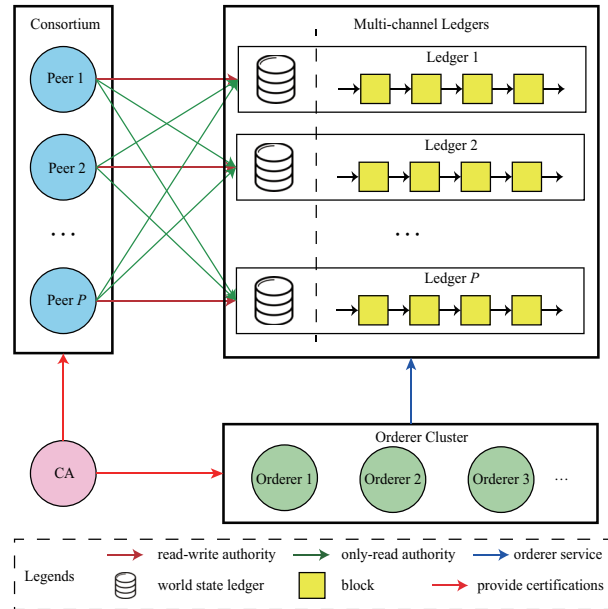 Consortium
Multi-channel Ledgers
Peer 1
Ledger 1
Peer 2
Ledger 2
...
...
Peer P
Ledger P
CA
Orderer Cluster
Orderer 1
Orderer 2
Orderer 3
...
Legends
read-write authority
only-read authority
orderer service
world state ledger
block
provide certifications